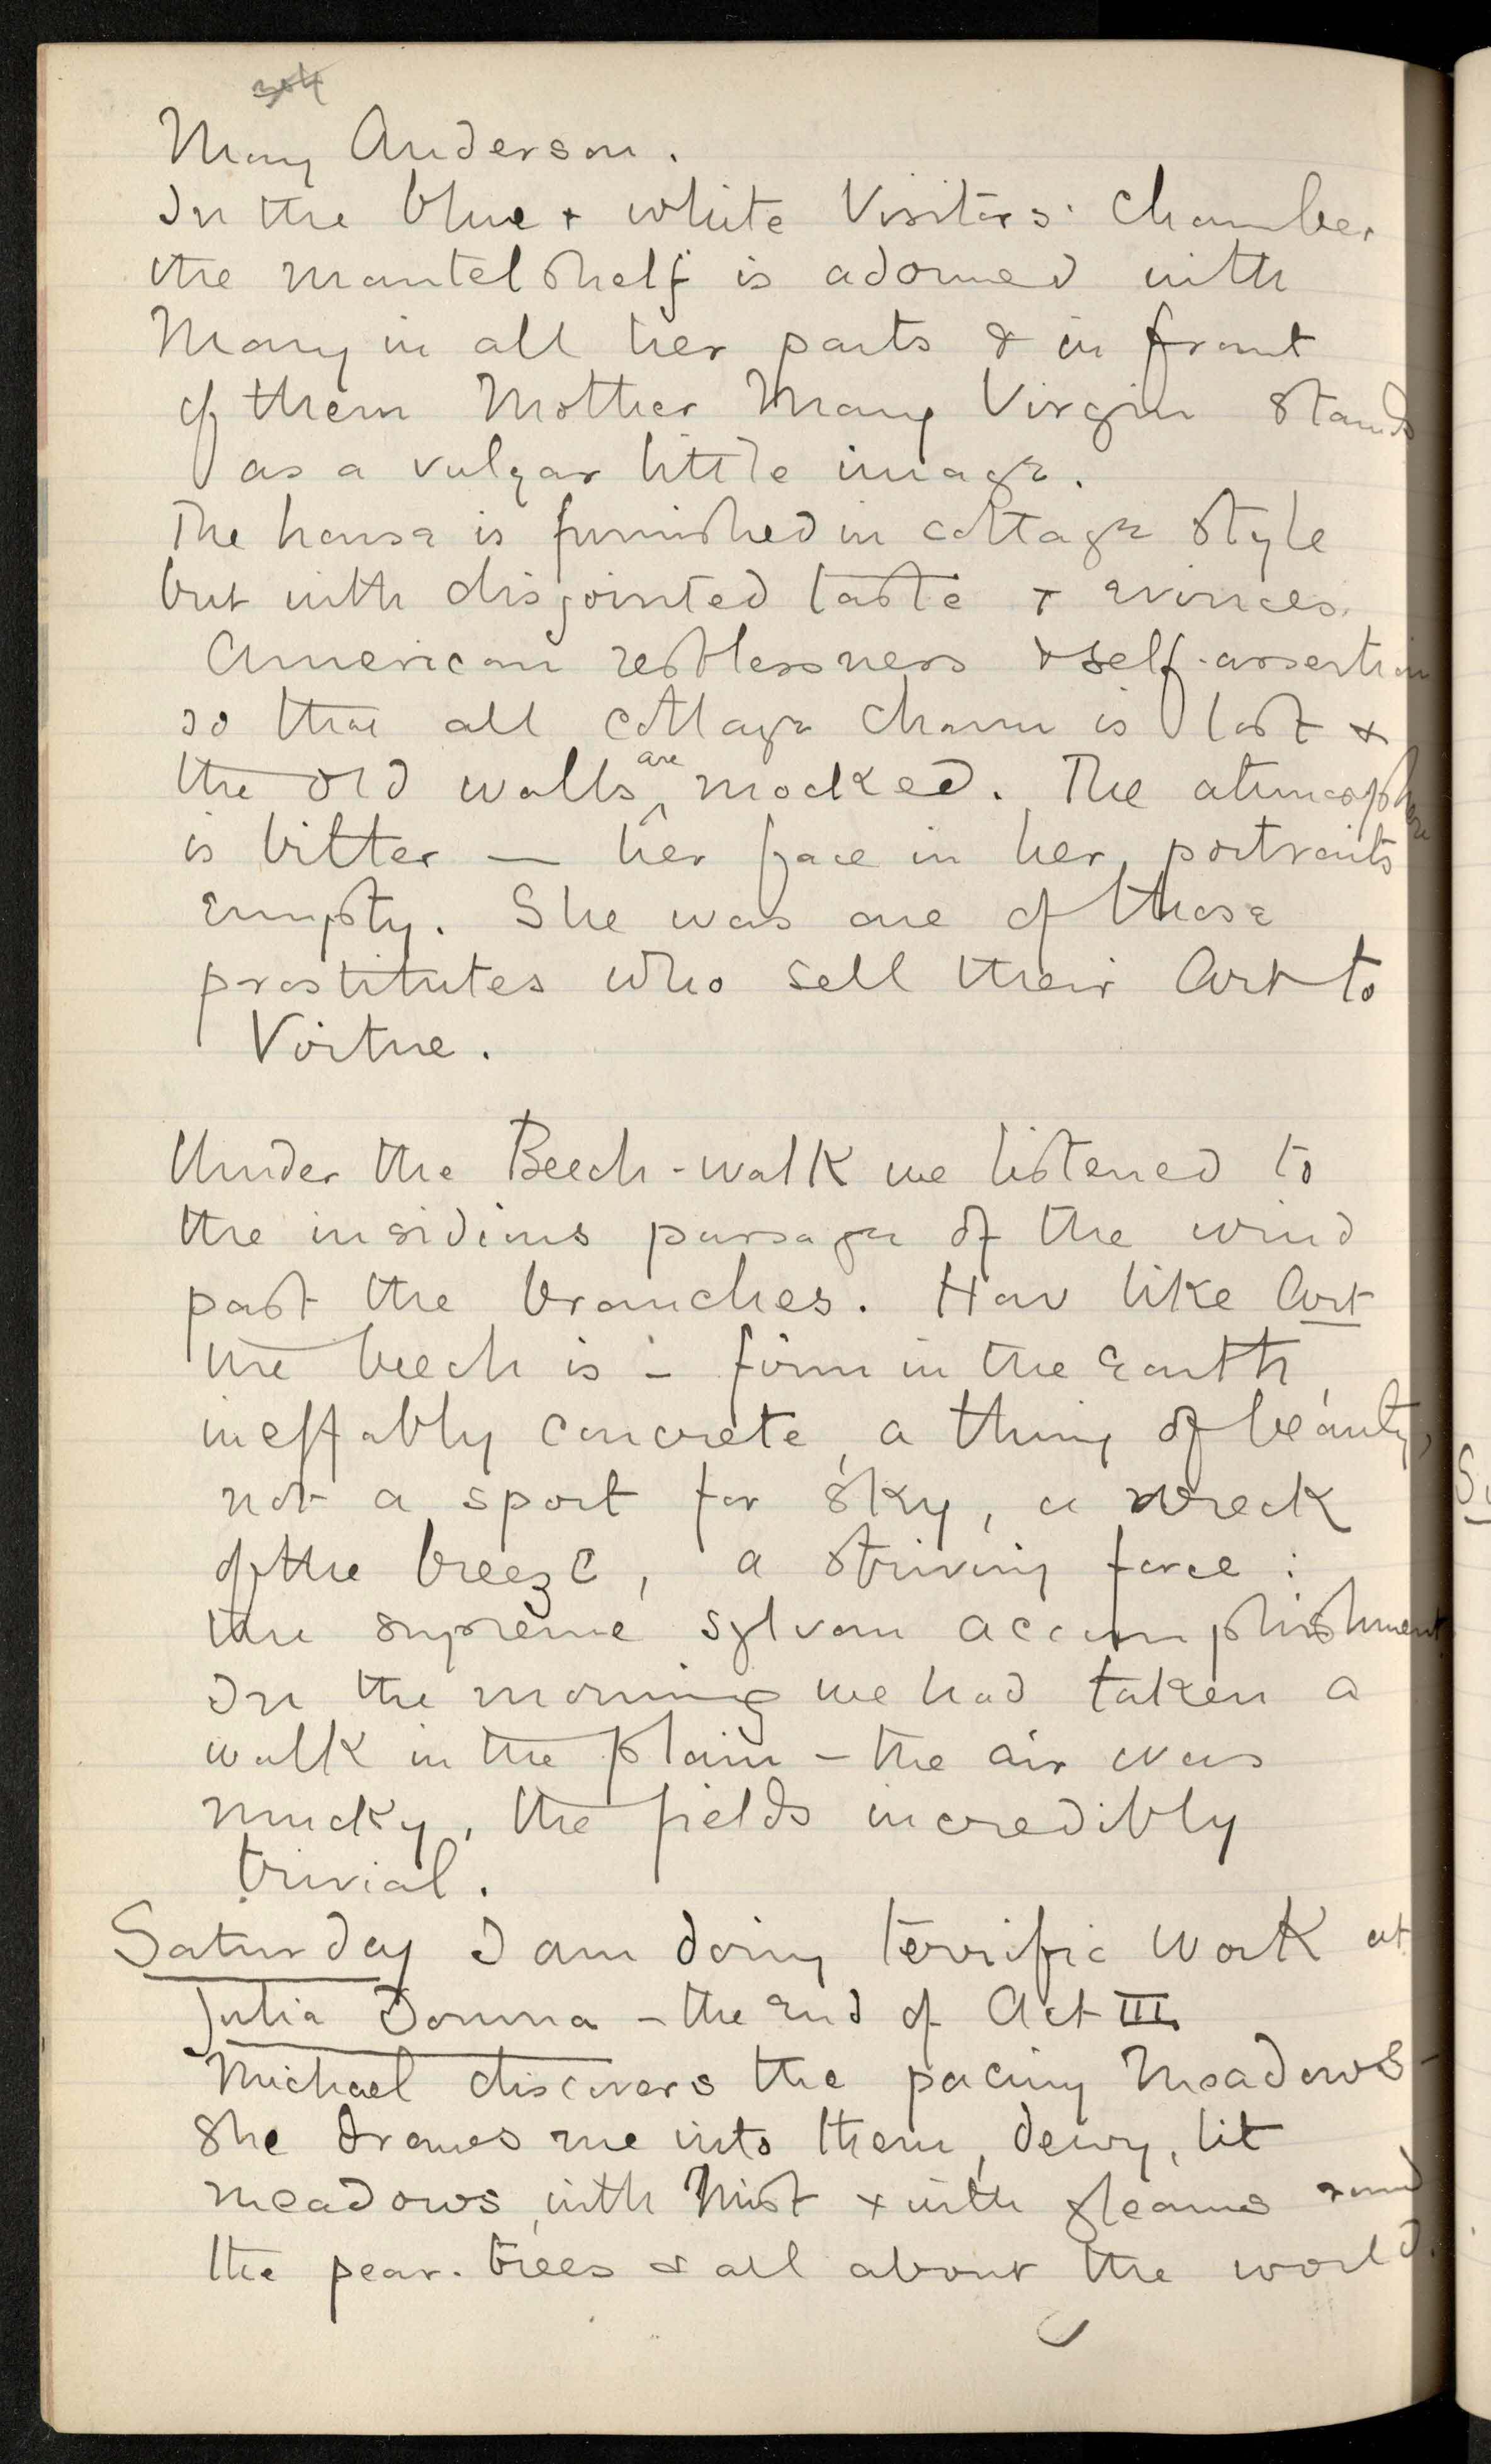 Mary Anderson.
In the blue + white Visitors' Chamber
the mantel shelf is adorned with
Mary in all her parts & in front
of them Mother Mary Virgin stands
as a vulgar little image.
The house is furnished in cottage style
but with disjointed taste + evinces
American restlessness & self-assertion
so that all cottage charm is lost &
the old walls are mocked. The atmosphere
is bitter — her face in her portraits
empty. She was one of those
prostitutes who sell their Art to
Virtue.
Under the Beech-walk we listened to
the insidious passage of the wind
past the branches. How like Art
the beech is – firm in the earth,
ineffably concrete, a thing of beauty,
not a sport for sky, a wreck
of the breeze, a striving force:
the supreme sylvan accomplishment
In the morning we had taken a
walk in the plain – the air was
mucky, the fields incredibly
trivial.
Saturday I am doing terrific work at
Julia Domna – the end of Act III.
Michael discovers the pacing meadows –
She draws me into them, dewy, lit
meadows, with mist & with gleams round
the pear-trees & all about the world.